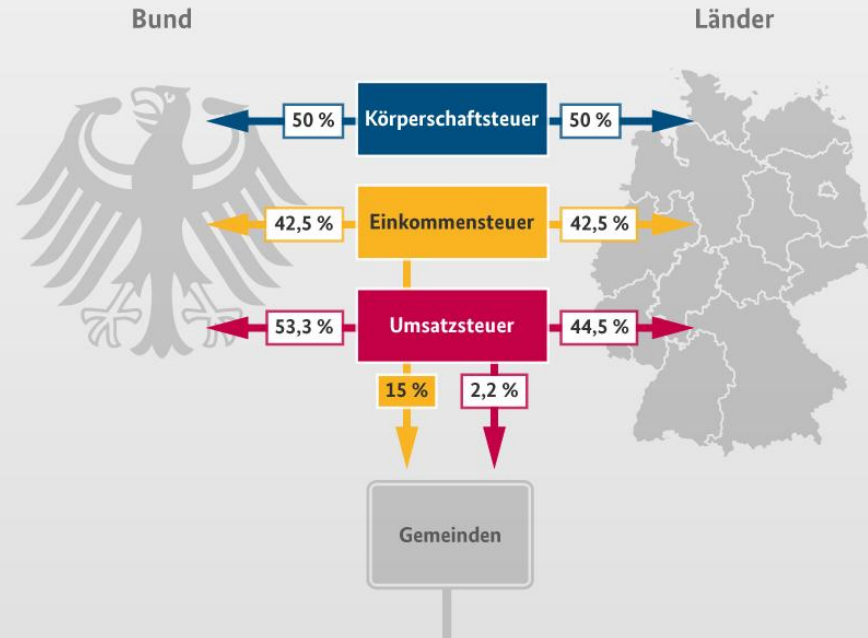 Bund
Länder
50 %
Körperschaftsteuer
50 %
42,5 %
Einkommensteuer
42,5 %
53,3 %
Umsatzsteuer
44,5 %
15 %
2,2 %
Gemeinden